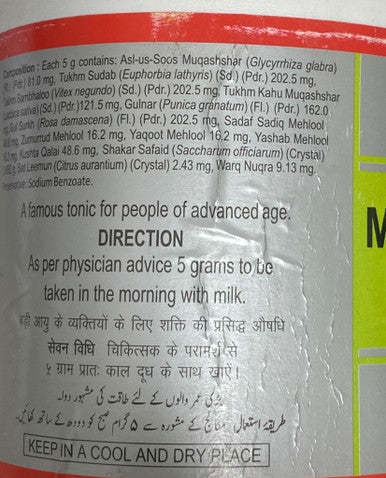 Composition : Each 5 g contains: Asl-us-Soos Muqashshar (Glycyrrhiza glabra)
(Pdr.) 81.0 mg, Tukhm Sudab (Euphorbia lathyris) (Sd.) (Pdr.) 202.5 mg,
Sambhaloo (Vitex negundo) (Sd.) (Pdr.) 202.5 mg, Tukhm Kahu Muqashshar
sativa) (Sd.) (Pdr.)121.5 mg, Gulnar (Punica granatum) (Fl.) (Pdr.) 162.0
Gul Surkh (Rosa damascena) (Fl.) (Pdr.) 202.5 mg, Sadaf Sadiq Mehlool
mg, Zumurrud Mehlool 16.2 mg, Yaqoot Mehlool 16.2 mg, Yashab Mehlool
mg, Kushta Qalai 48.6 mg, Shakar Safaid (Saccharum officiarum) (Crystal)
Sat Leemun (Citrus aurantium) (Crystal) 2.43 mg, Warq Nuqra 9.13 mg.
Sodium Benzoate.
A famous tonic for people of advanced age.
DIRECTION
As per physician advice 5 grams to be
taken in the morning with milk.
बड़ी आयु के व्यक्तियों के लिए शक्ति की प्रसिद्ध औषधि
सेवन विधि चिकित्सक के परामर्श से
५ ग्राम प्रातः काल दूध के साथ खाएं।
بڑی عمر والوں کے لئے طاقت کی مشہور دوا۔
طریقۂ استعمال معالج کے مشورہ سے ۵ گرام صبح کو دودھ کے ساتھ کھائیں۔
KEEP IN A COOL AND DRY PLACE
M